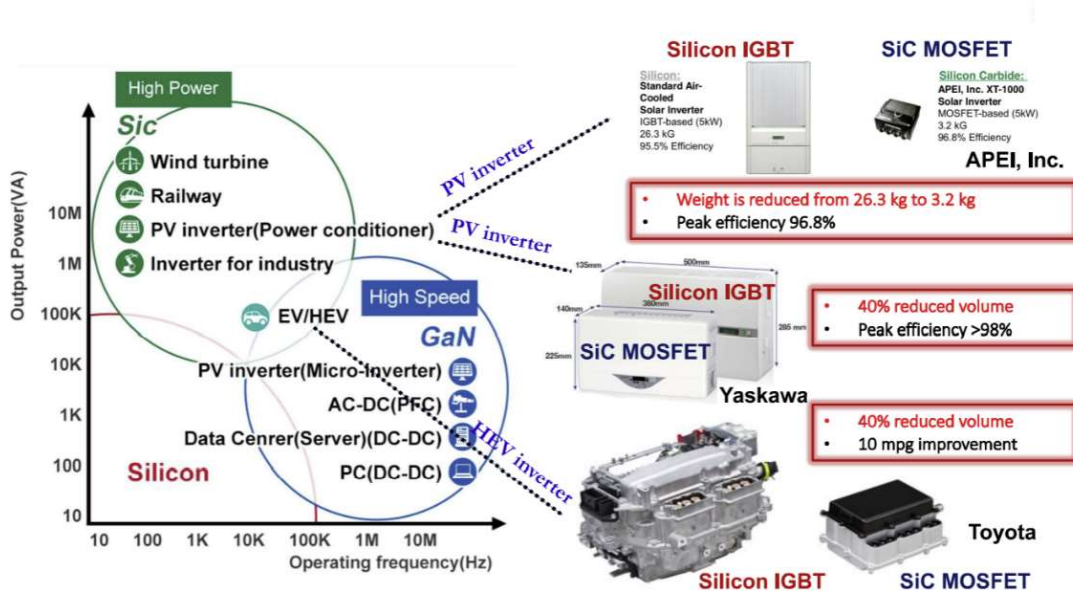 High Power
Sic
Wind turbine
Railway
PV inverter(Power conditioner)
Inverter for industry
High Speed
GaN
EV/HEV
PV inverter(Micro-Inverter)
AC-DC(PFC)
Data Cenrer(Server)(DC-DC)
PC(DC-DC)
Silicon
Output Power(VA)
10M
1M
100K
10K
1K
100
10
10 100 1K 10K 100K 1M 10M
Operating frequency(Hz)
PV inverter
PV inverter
HEV inverter
Silicon IGBT
Silicon:
Standard Air-
Cooled
Solar Inverter
IGBT-based (5kW)
26.3 kG
95.5% Efficiency
SiC MOSFET
Silicon Carbide:
APEI, Inc. XT-1000
Solar Inverter
MOSFET-based (5kW)
3.2 kG
96.8% Efficiency
APEI, Inc.
• Weight is reduced from 26.3 kg to 3.2 kg
• Peak efficiency 96.8%
135mm
500mm
Silicon IGBT
380mm
140mm
285 mm
SiC MOSFET
225mm
Yaskawa
• 40% reduced volume
• Peak efficiency >98%
• 40% reduced volume
• 10 mpg improvement
Toyota
Silicon IGBT
SiC MOSFET